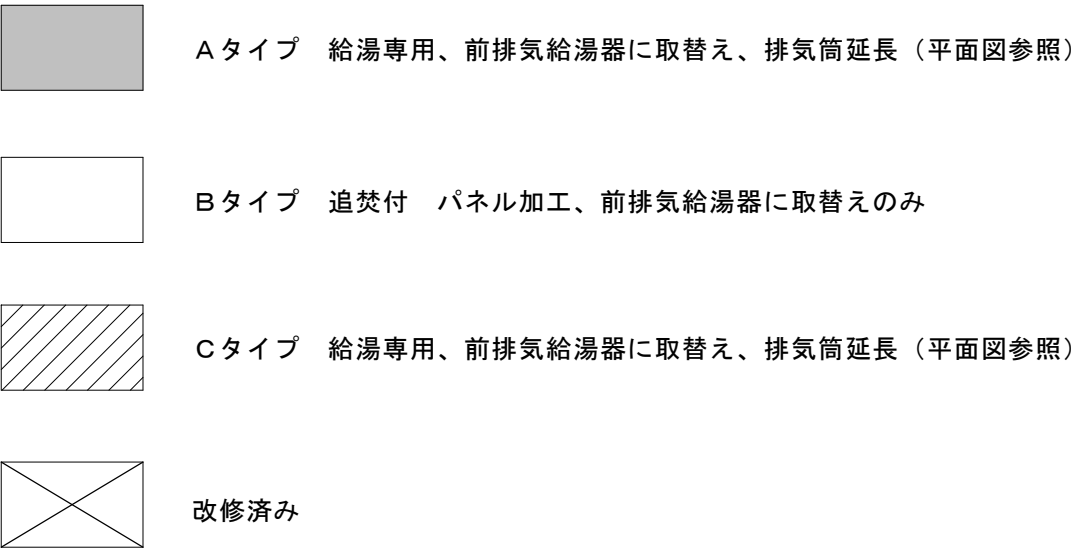 Aタイプ　給湯専用、前排気給湯器に取替え、排気筒延長（平面図参照）
Bタイプ　追焚付　パネル加工、前排気給湯器に取替えのみ
Cタイプ　給湯専用、前排気給湯器に取替え、排気筒延長（平面図参照）
改修済み